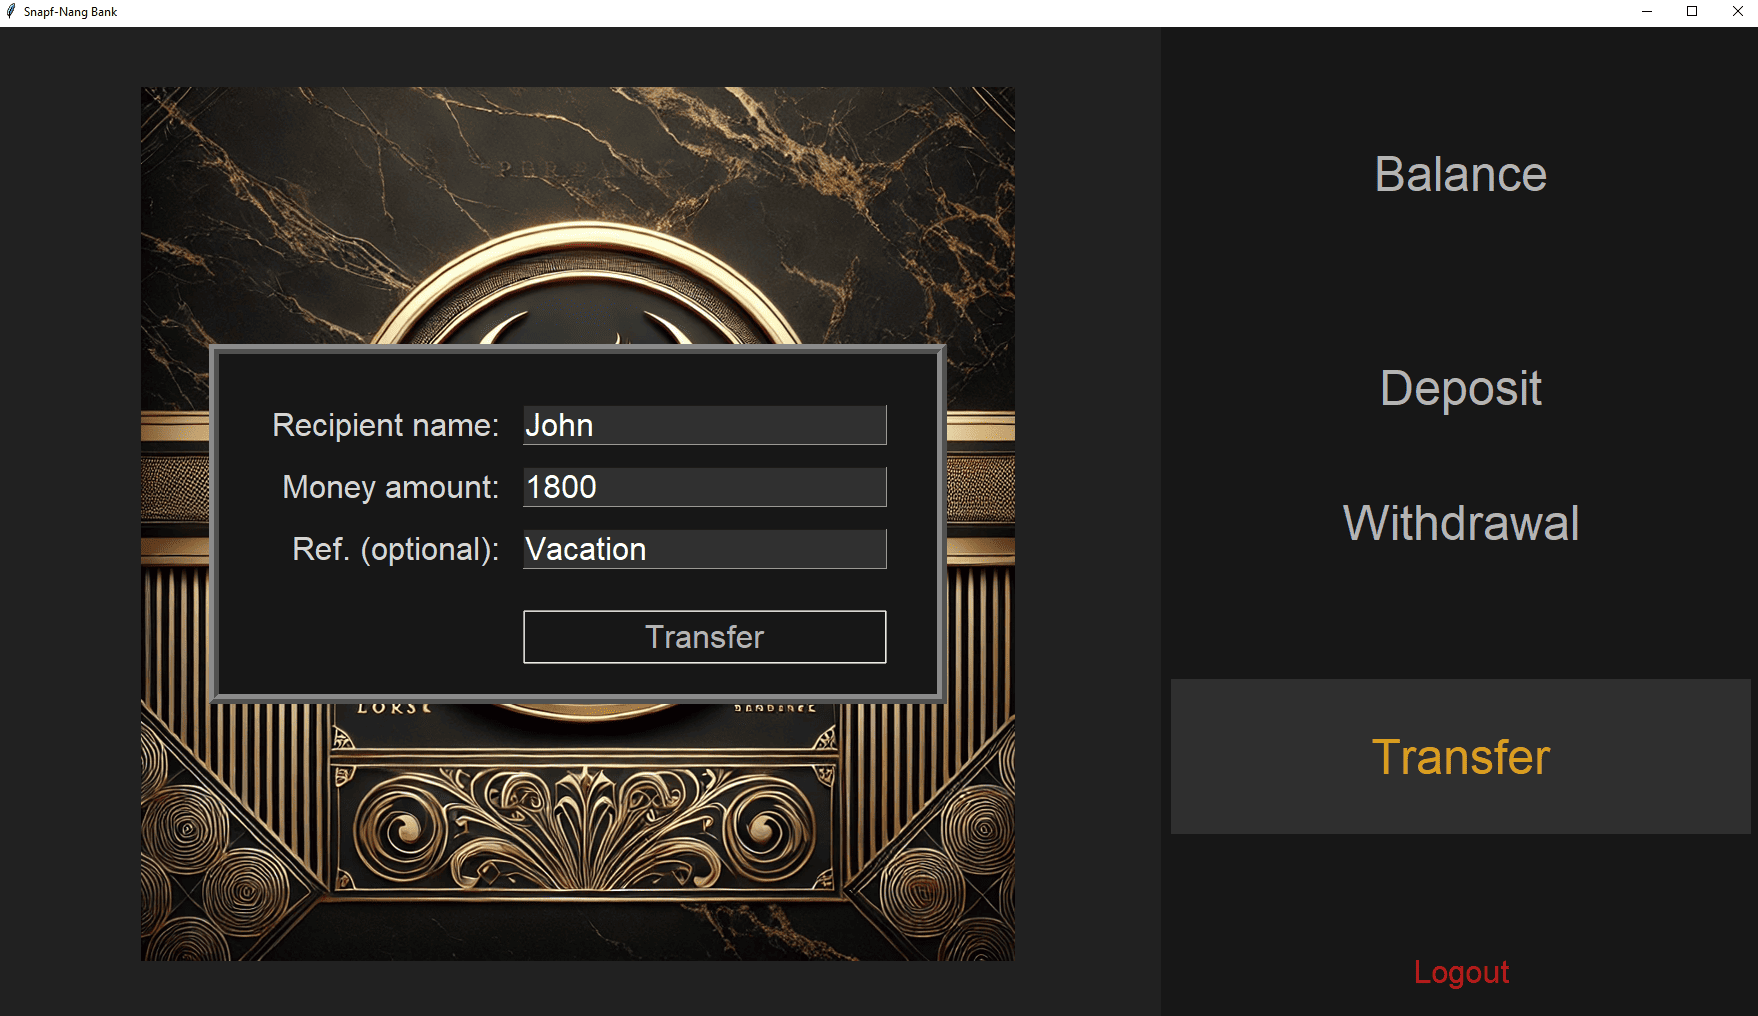 Snapf-Nang Bank
Balance
Deposit
Withdrawal
Transfer
Logout
Recipient name: John
Money amount: 1800
Ref. (optional): Vacation
Transfer